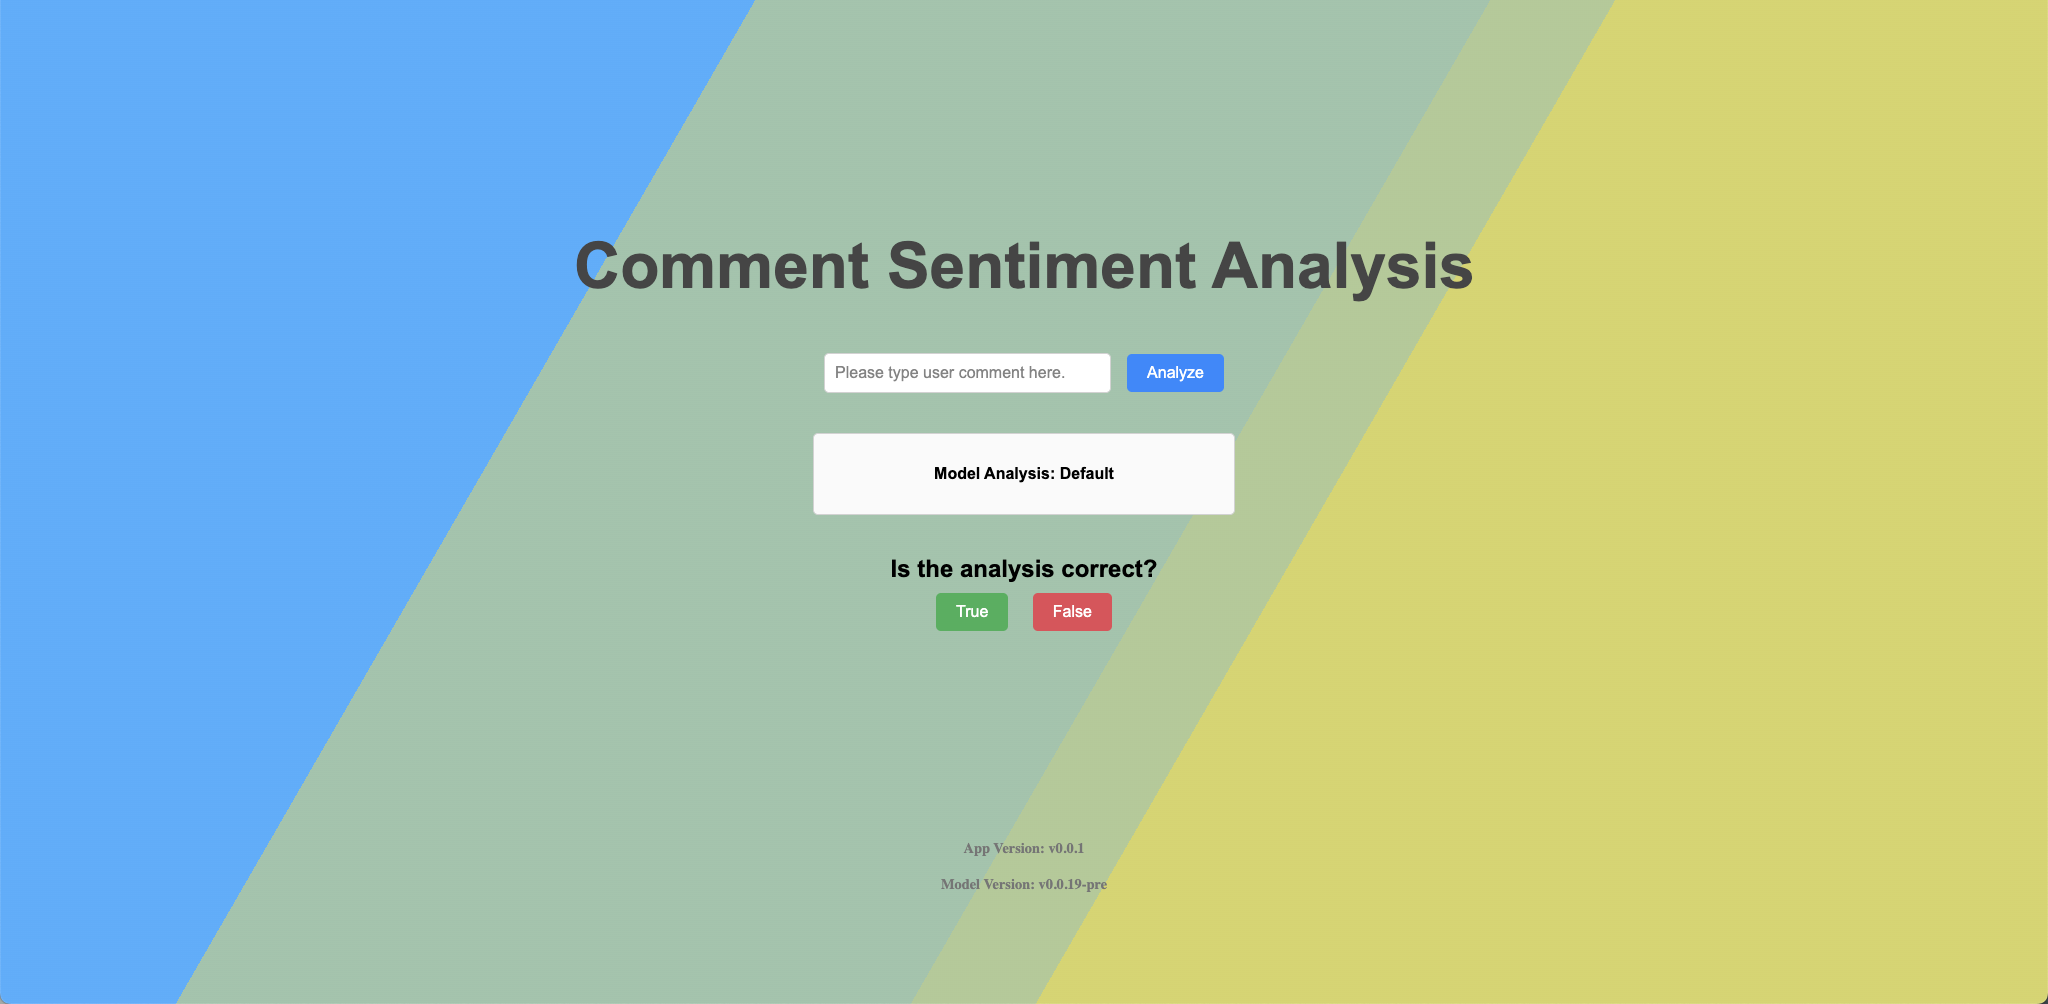 Comment Sentiment Analysis
Please type user comment here.
Analyze
Model Analysis: Default
Is the analysis correct?
True
False
App Version: v0.0.1
Model Version: v0.0.19-pre